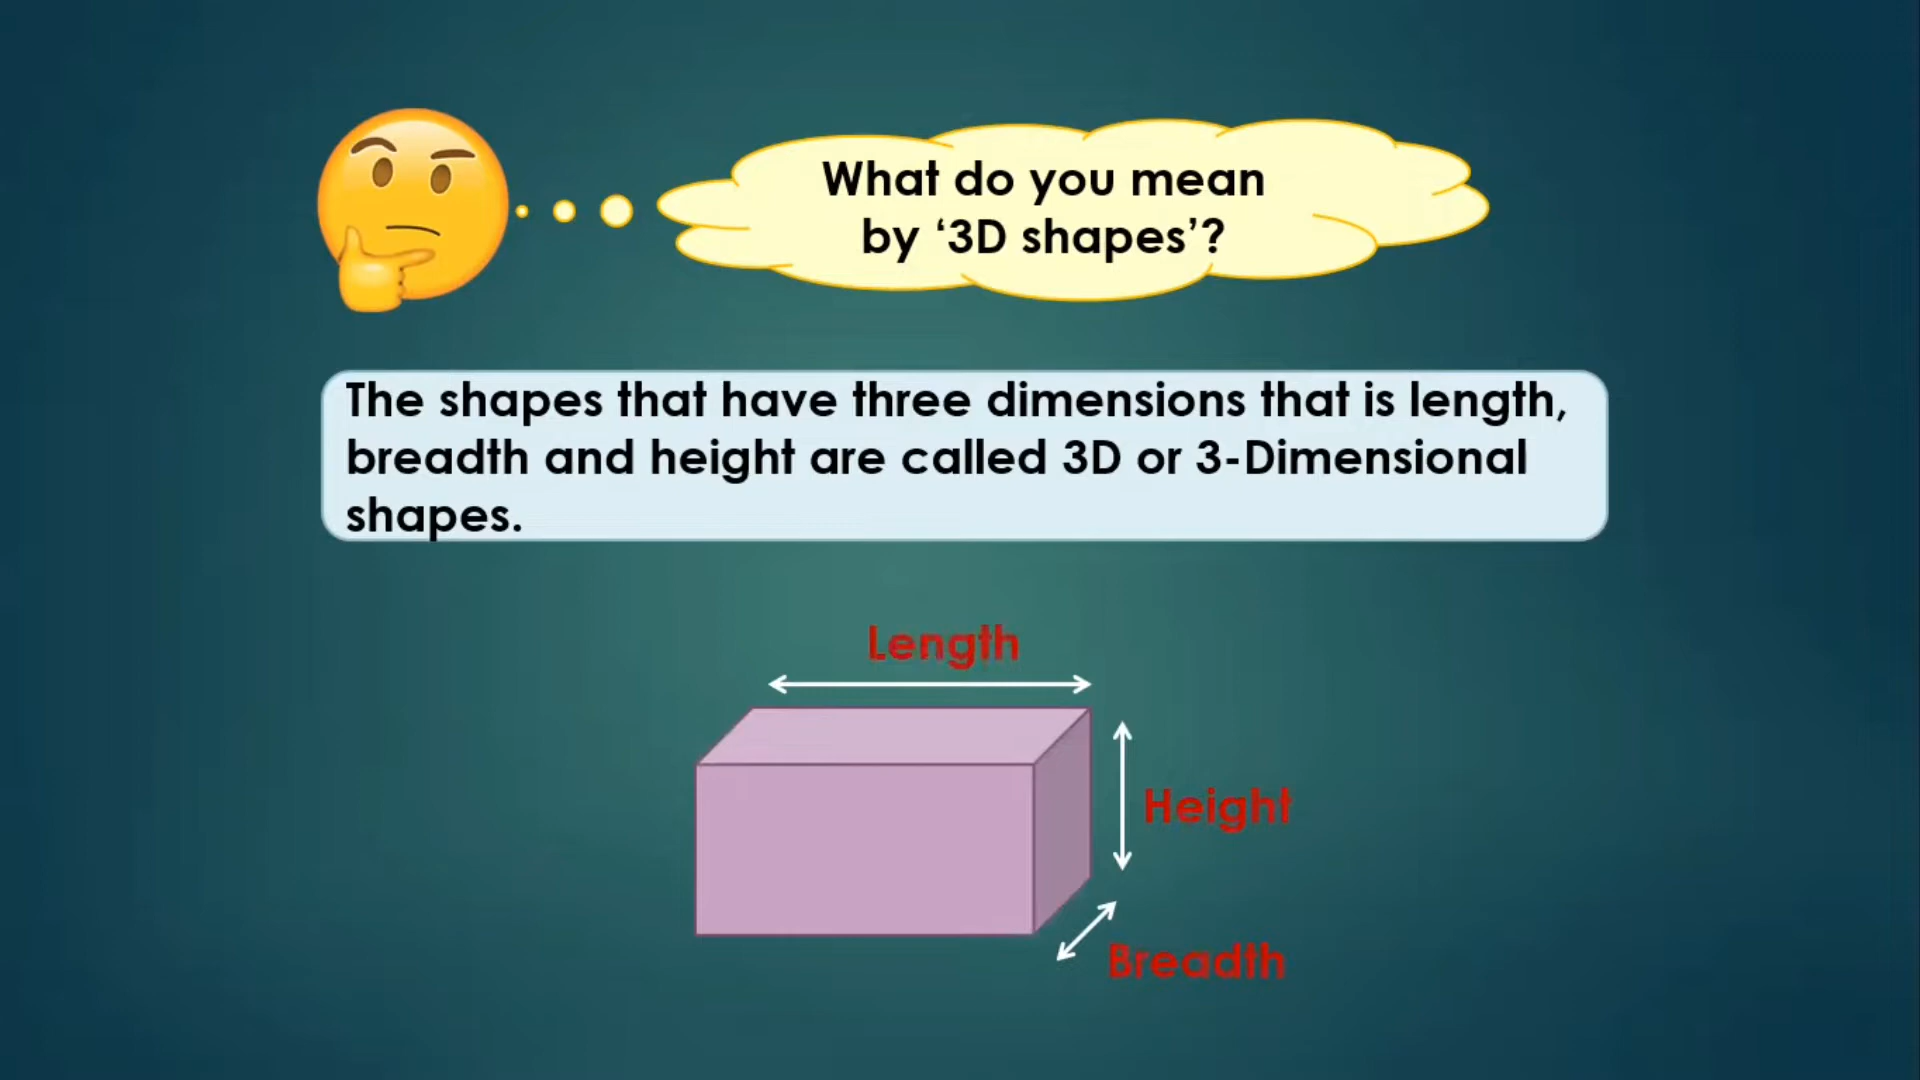 What do you mean
by ‘3D shapes’?
The shapes that have three dimensions that is length,
breadth and height are called 3D or 3-Dimensional
shapes.
Length
Height
Breadth